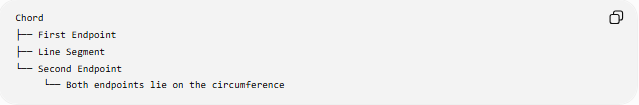 Chord
├── First Endpoint
├── Line Segment
└── Second Endpoint
    └── Both endpoints lie on the circumference